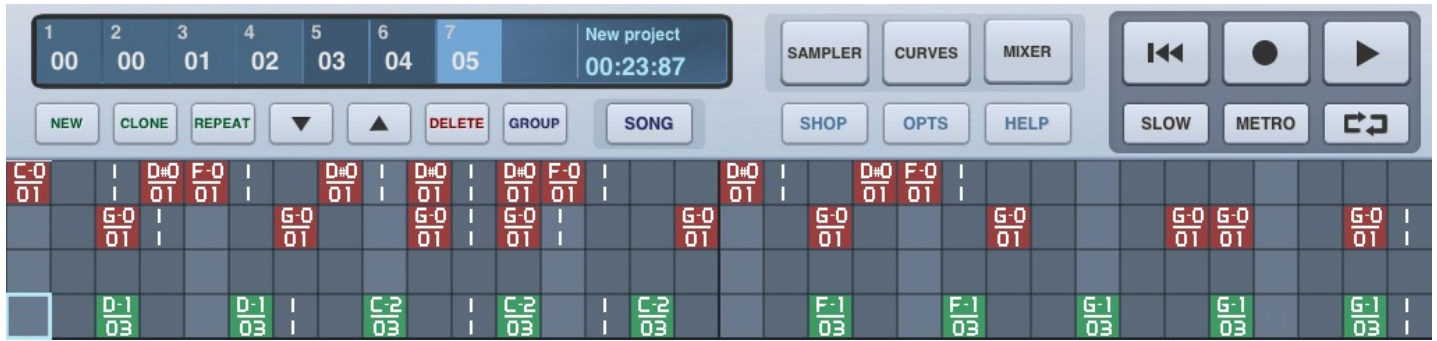 1 2 3 4 5 6 7 New project
00 00 01 02 03 04 05 00:23:87
SAMPLER CURVES MIXER
NEW CLONE REPEAT DELETE GROUP SONG SHOP OPTS HELP SLOW METRO
C-0 D#0 F-0 D#0 D#0 D#0 F-0 D#0 D#0 F-0
01 01 01 01 01 01 01 01 01 01
G-0 G-0 G-0 G-0 G-0 G-0 G-0 G-0 G-0 G-0
01 01 01 01 01 01 01 01 01 01
D-1 D-1 C-2 C-2 C-2 F-1 F-1 G-1 G-1 G-1
03 03 03 03 03 03 03 03 03 03